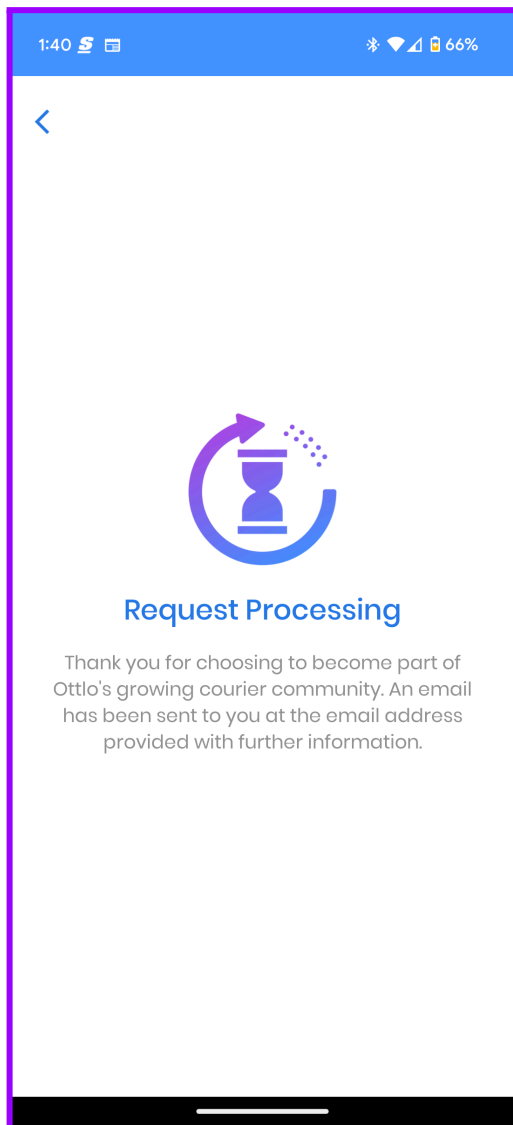 1:40 S 66%
Request Processing
Thank you for choosing to become part of
Ottlo's growing courier community. An email
has been sent to you at the email address
provided with further information.